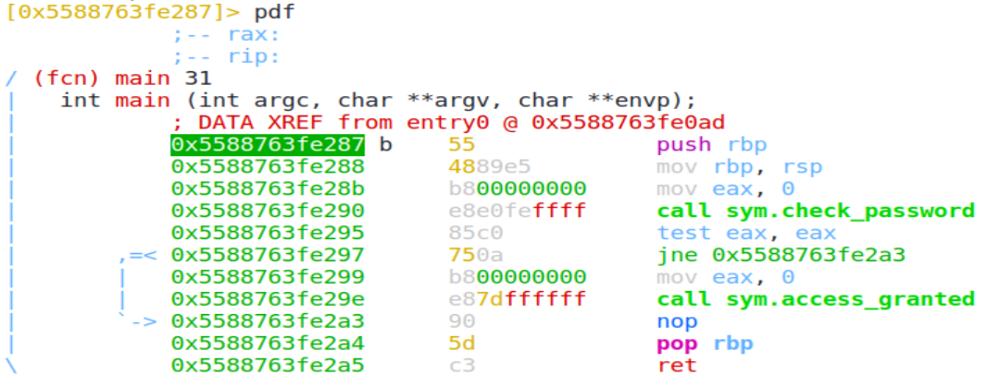 [0x5588763fe287]> pdf
            ;-- rax:
            ;-- rip:
/ (fcn) main 31
|   int main (int argc, char **argv, char **envp);
|           ; DATA XREF from entry0 @ 0x5588763fe0ad
|           0x5588763fe287 b    55             push rbp
|           0x5588763fe288      4889e5         mov rbp, rsp
|           0x5588763fe28b      b800000000     mov eax, 0
|           0x5588763fe290      e8e0feffff     call sym.check_password
|           0x5588763fe295      85c0           test eax, eax
|       ,=< 0x5588763fe297      750a           jne 0x5588763fe2a3
|       |   0x5588763fe299      b800000000     mov eax, 0
|       |   0x5588763fe29e      e87dffffff     call sym.access_granted
|       `-> 0x5588763fe2a3      90             nop
|           0x5588763fe2a4      5d             pop rbp
\           0x5588763fe2a5      c3             ret